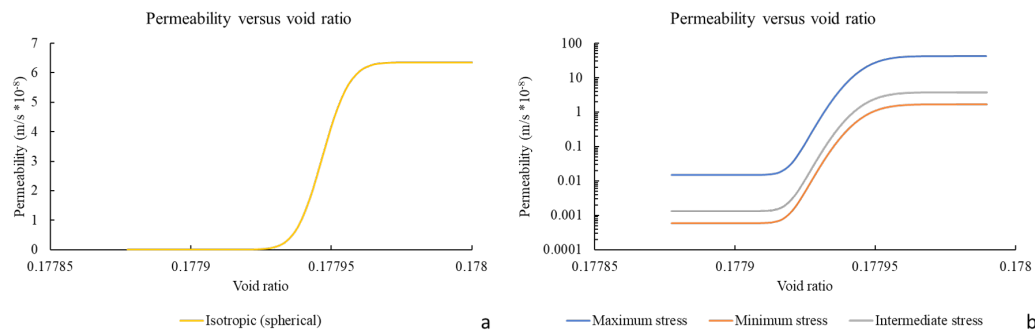 Permeability versus void ratio
Permeability (m/s *10-8)
7
6
5
4
3
2
1
0
0.17785
0.1779
0.17795
0.178
Void ratio
Isotropic (spherical)
a
Permeability versus void ratio
Permeability (m/s *10-8)
100
10
1
0.1
0.01
0.001
0.0001
0.17785
0.1779
0.17795
0.178
Void ratio
Maximum stress
Minimum stress
Intermediate stress
b